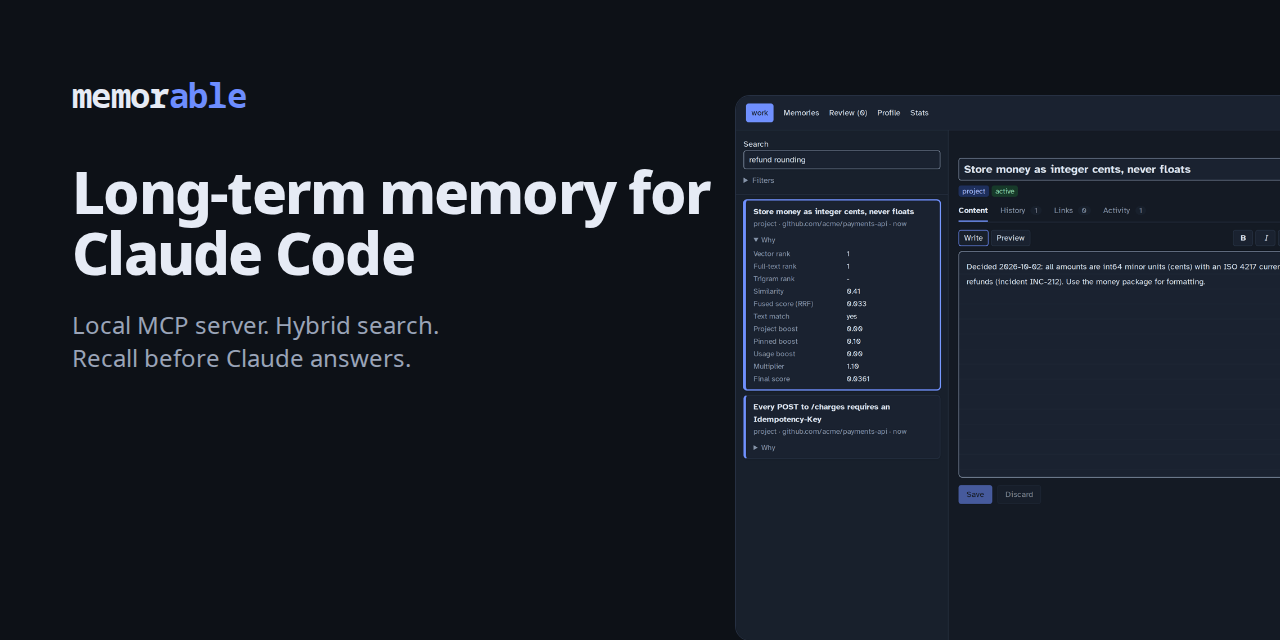 memorable
Long-term memory for
Claude Code
Local MCP server. Hybrid search.
Recall before Claude answers.
work Memories Review (0) Profile Stats
Search
refund rounding
Filters
Store money as integer cents, never floats
project · github.com/acme/payments-api · now
Why
Vector rank 1
Full-text rank 1
Trigram rank -
Similarity 0.41
Fused score (RRF) 0.033
Text match yes
Project boost 0.00
Pinned boost 0.10
Usage boost 0.00
Multiplier 1.10
Final score 0.0361
Every POST to /charges requires an
Idempotency-Key
project · github.com/acme/payments-api · now
Why
Store money as integer cents, never floats
project active
Content History 1 Links 0 Activity 1
Write Preview B I
Decided 2026-10-02: all amounts are int64 minor units (cents) with an ISO 4217 curren
refunds (incident INC-212). Use the money package for formatting.
Save Discard